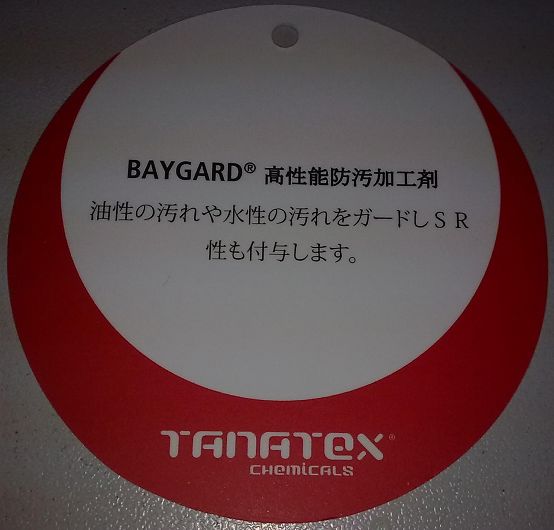 BAYGARD® 高性能防汚加工剤
油性の汚れや水性の汚れをガードしＳＲ
性も付与します。
TANATEX®
CHEMICALS